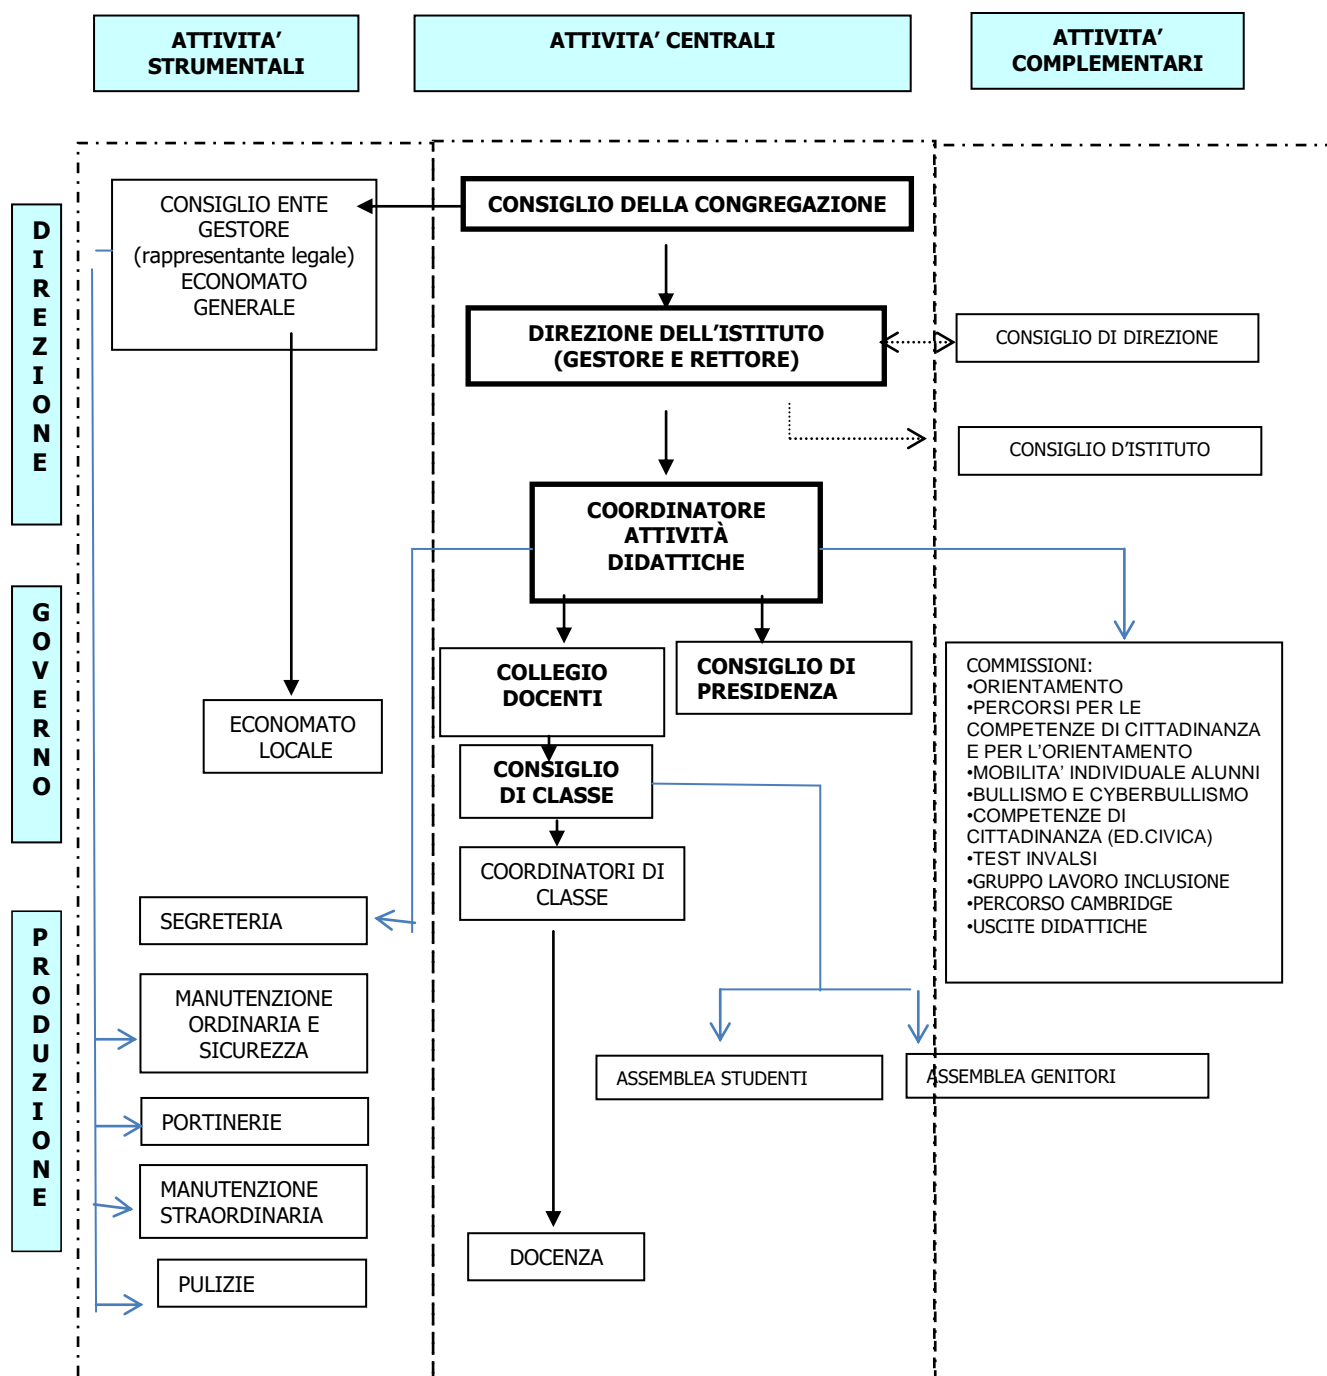 ATTIVITA’
STRUMENTALI
ATTIVITA’ CENTRALI
ATTIVITA’
COMPLEMENTARI
DIREZIONE
CONSIGLIO ENTE
GESTORE
(rappresentante legale)
ECONOMATO
GENERALE
CONSIGLIO DELLA CONGREGAZIONE
DIREZIONE DELL’ISTITUTO
(GESTORE E RETTORE)
CONSIGLIO DI DIREZIONE
CONSIGLIO D’ISTITUTO
COORDINATORE
ATTIVITÀ
DIDATTICHE
GOVERNO
COLLEGIO
DOCENTI
CONSIGLIO DI
PRESIDENZA
ECONOMATO
LOCALE
CONSIGLIO
DI CLASSE
COORDINATORI DI
CLASSE
COMMISSIONI:
•ORIENTAMENTO
•PERCORSI PER LE
COMPETENZE DI CITTADINANZA
E PER L’ORIENTAMENTO
•MOBILITA’ INDIVIDUALE ALUNNI
•BULLISMO E CYBERBULLISMO
•COMPETENZE DI
CITTADINANZA (ED.CIVICA)
•TEST INVALSI
•GRUPPO LAVORO INCLUSIONE
•PERCORSO CAMBRIDGE
•USCITE DIDATTICHE
PRODUZIONE
SEGRETERIA
MANUTENZIONE
ORDINARIA E
SICUREZZA
ASSEMBLEA STUDENTI
ASSEMBLEA GENITORI
PORTINERIE
MANUTENZIONE
STRAORDINARIA
DOCENZA
PULIZIE